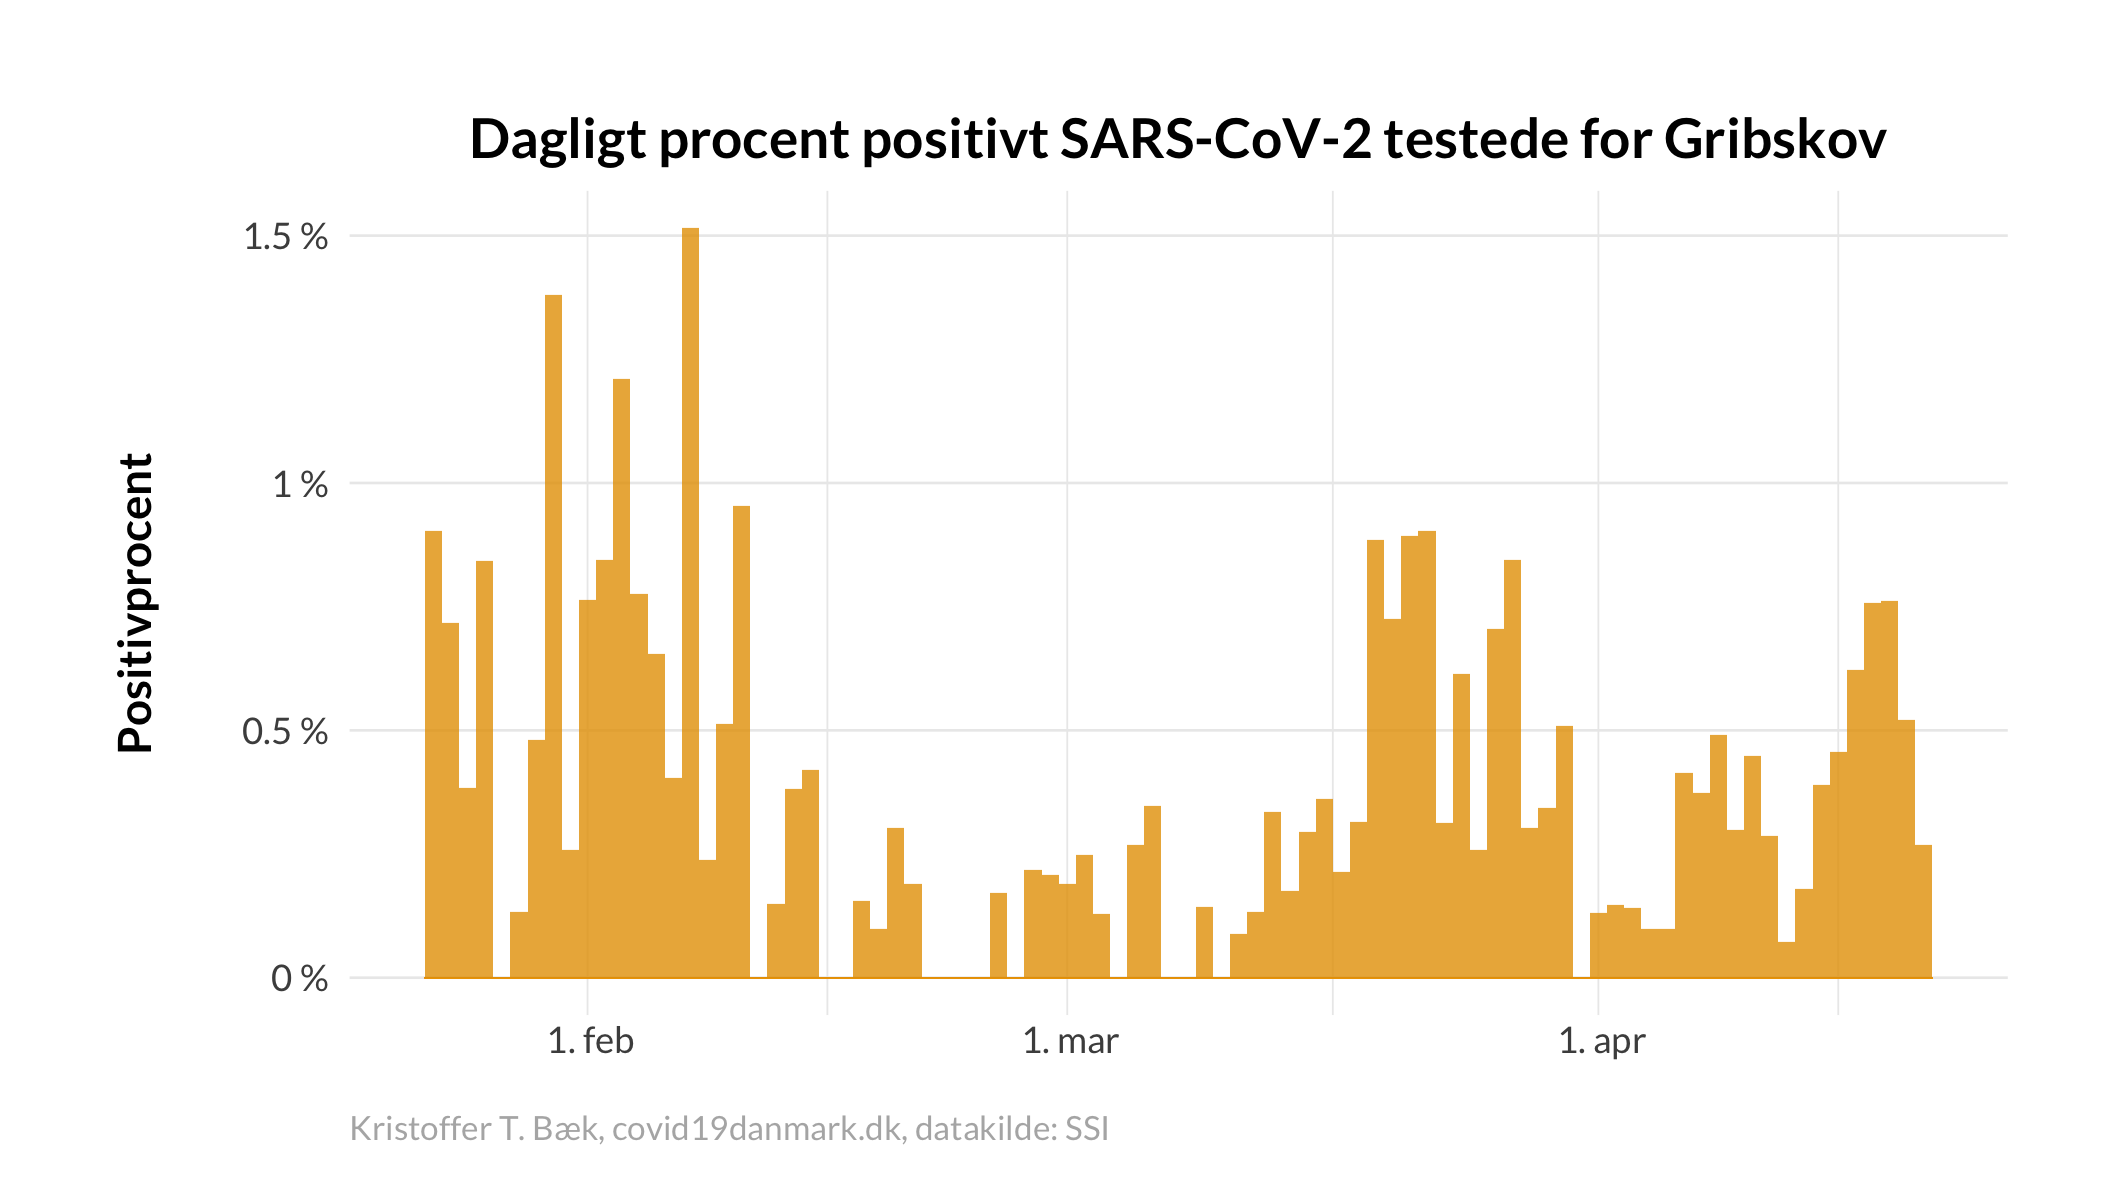 Dagligt procent positivt SARS-CoV-2 testede for Gribskov
Positivprocent
1.5 %
1 %
0.5 %
0 %
1. feb
1. mar
1. apr
Kristoffer T. Bæk, covid19danmark.dk, datakilde: SSI